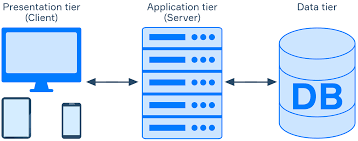 Presentation tier
(Client)
Application tier
(Server)
Data tier
DB